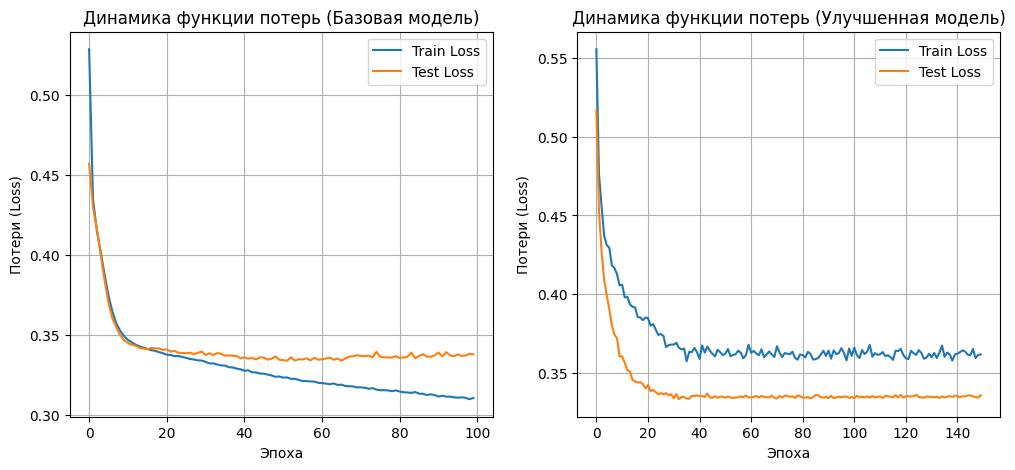 Динамика функции потерь (Базовая модель)
Train Loss
Test Loss
0.50
0.45
0.40
0.35
0.30
Потери (Loss)
0 20 40 60 80 100
Эпоха
Динамика функции потерь (Улучшенная модель)
Train Loss
Test Loss
0.55
0.50
0.45
0.40
0.35
Потери (Loss)
0 20 40 60 80 100 120 140
Эпоха